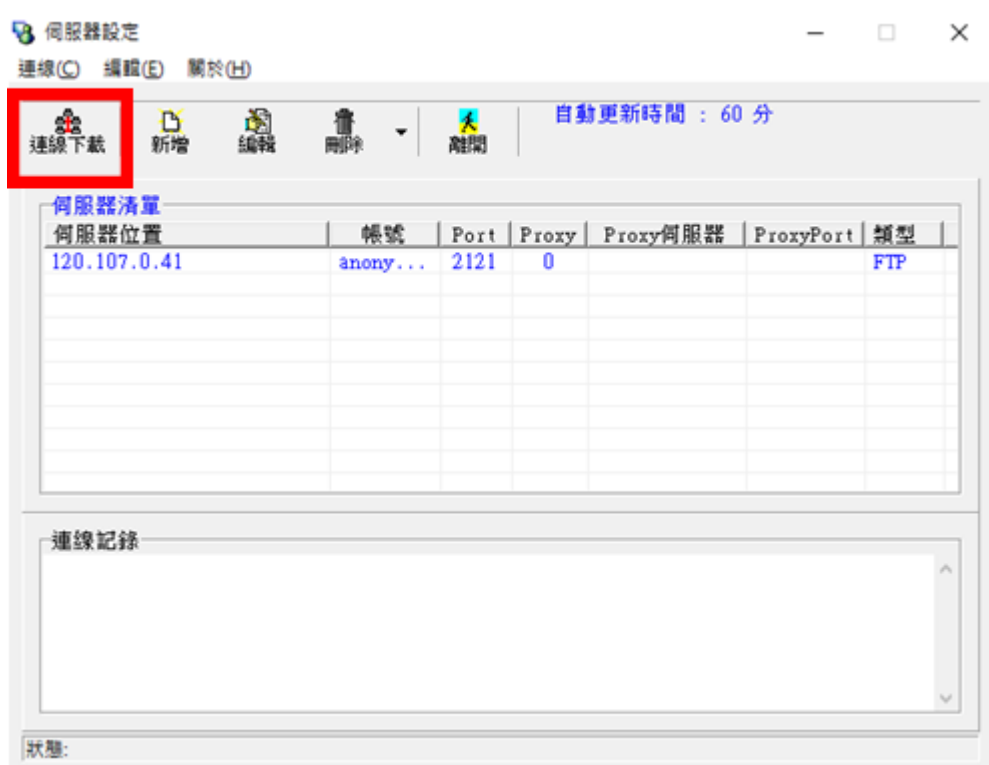 伺服器設定
連線(C) 編輯(E) 關於(H)
連線下載 新增 編輯 刪除 離開 自動更新時間 : 60 分
伺服器清單
伺服器位置 帳號 Port Proxy Proxy伺服器 ProxyPort 類型
120.107.0.41 anony... 2121 0 FTP
連線記錄
狀態: